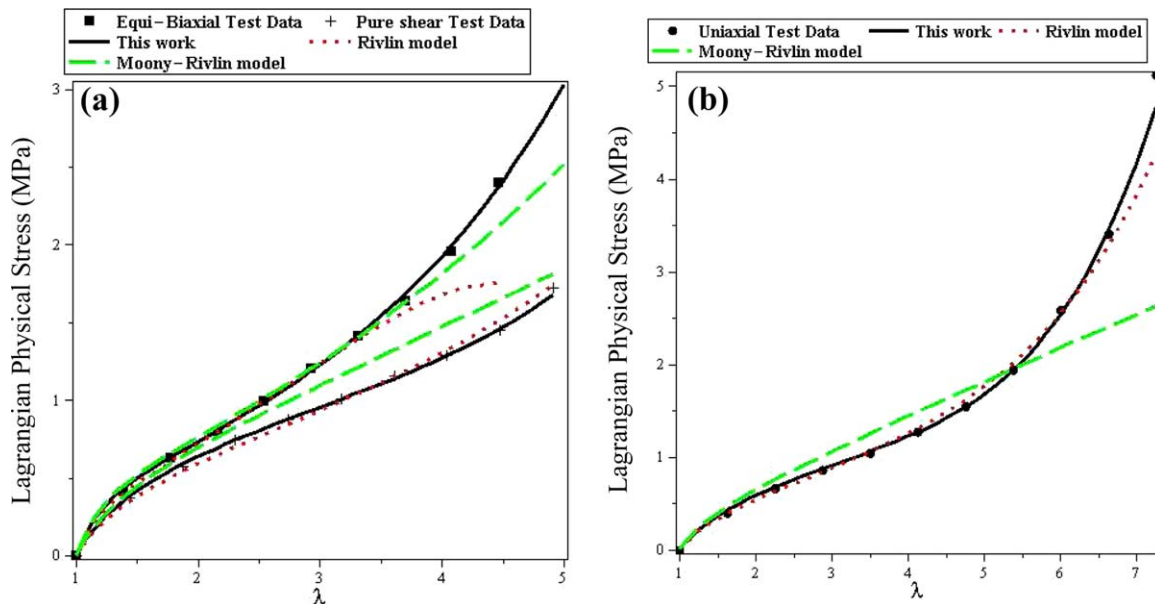 Equi-Biaxial Test Data Pure shear Test Data
This work Rivlin model
Moony-Rivlin model
(a)
Lagrangian Physical Stress (MPa)
3
2
1
0
1 2 3 4 5
λ
Uniaxial Test Data This work Rivlin model
Moony-Rivlin model
(b)
Lagrangian Physical Stress (MPa)
5
4
3
2
1
0
1 2 3 4 5 6 7
λ